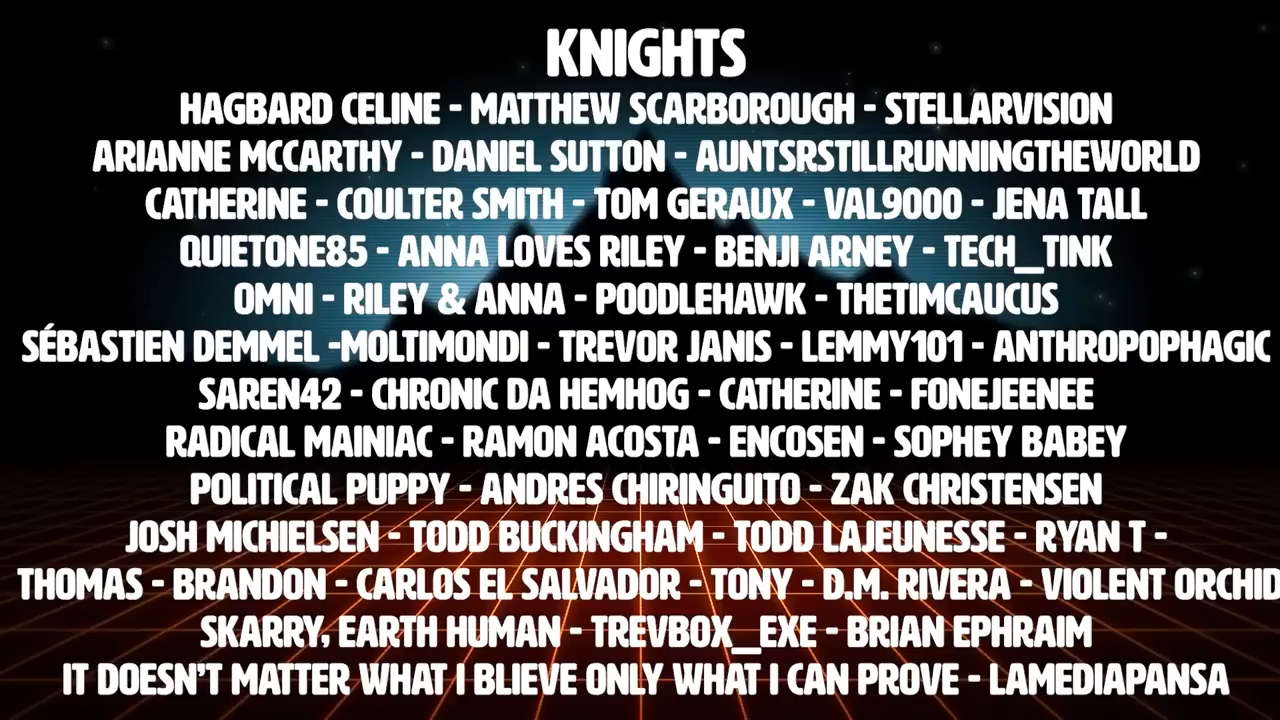 KNIGHTS
HAGBARD CELINE - MATTHEW SCARBOROUGH - STELLARVISION
ARIANNE MCCARTHY - DANIEL SUTTON - AUNTSRSTILLRUNNINGTHEWORLD
CATHERINE - COULTER SMITH - TOM GERAUX - VAL9000 - JENA TALL
QUIETONE85 - ANNA LOVES RILEY - BENJI ARNEY - TECH__TINK
OMNI - RILEY & ANNA - POODLEHAWK - THETIMCAUCUS
SÉBASTIEN DEMMEL -MOLTIMONDI - TREVOR JANIS - LEMMY101 - ANTHROPOPHAGIC
SAREN42 - CHRONIC DA HEMHOG - CATHERINE - FONEJEENEE
RADICAL MAINIAC - RAMON ACOSTA - ENCOSEN - SOPHEY BABEY
POLITICAL PUPPY - ANDRES CHIRINGUITO - ZAK CHRISTENSEN
JOSH MICHIELSEN - TODD BUCKINGHAM - TODD LAJEUNESSE - RYAN T -
THOMAS - BRANDON - CARLOS EL SALVADOR - TONY - D.M. RIVERA - VIOLENT ORCHID
SKARRY, EARTH HUMAN - TREVBOX__EXE - BRIAN EPHRAIM
IT DOESN'T MATTER WHAT I BLIEVE ONLY WHAT I CAN PROVE - LAMEDIAPANSA